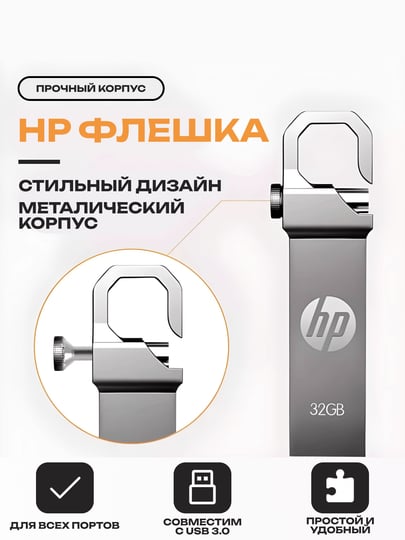 ПРОЧНЫЙ КОРПУС
HP ФЛЕШКА
СТИЛЬНЫЙ ДИЗАЙН
МЕТАЛИЧЕСКИЙ
КОРПУС
hp
32GB
ДЛЯ ВСЕХ ПОРТОВ
СОВМЕСТИМ
С USB 3.0
ПРОСТОЙ И
УДОБНЫЙ